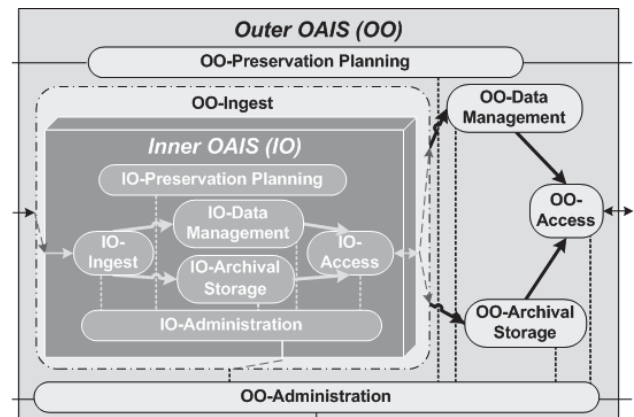 Outer OAIS (OO)
OO-Preservation Planning
OO-Ingest
OO-Data
Management
Inner OAIS (IO)
IO-Preservation Planning
IO-Data
Management
IO-
Ingest
IO-
Access
IO-Archival
Storage
IO-Administration
OO-
Access
OO-Archival
Storage
OO-Administration